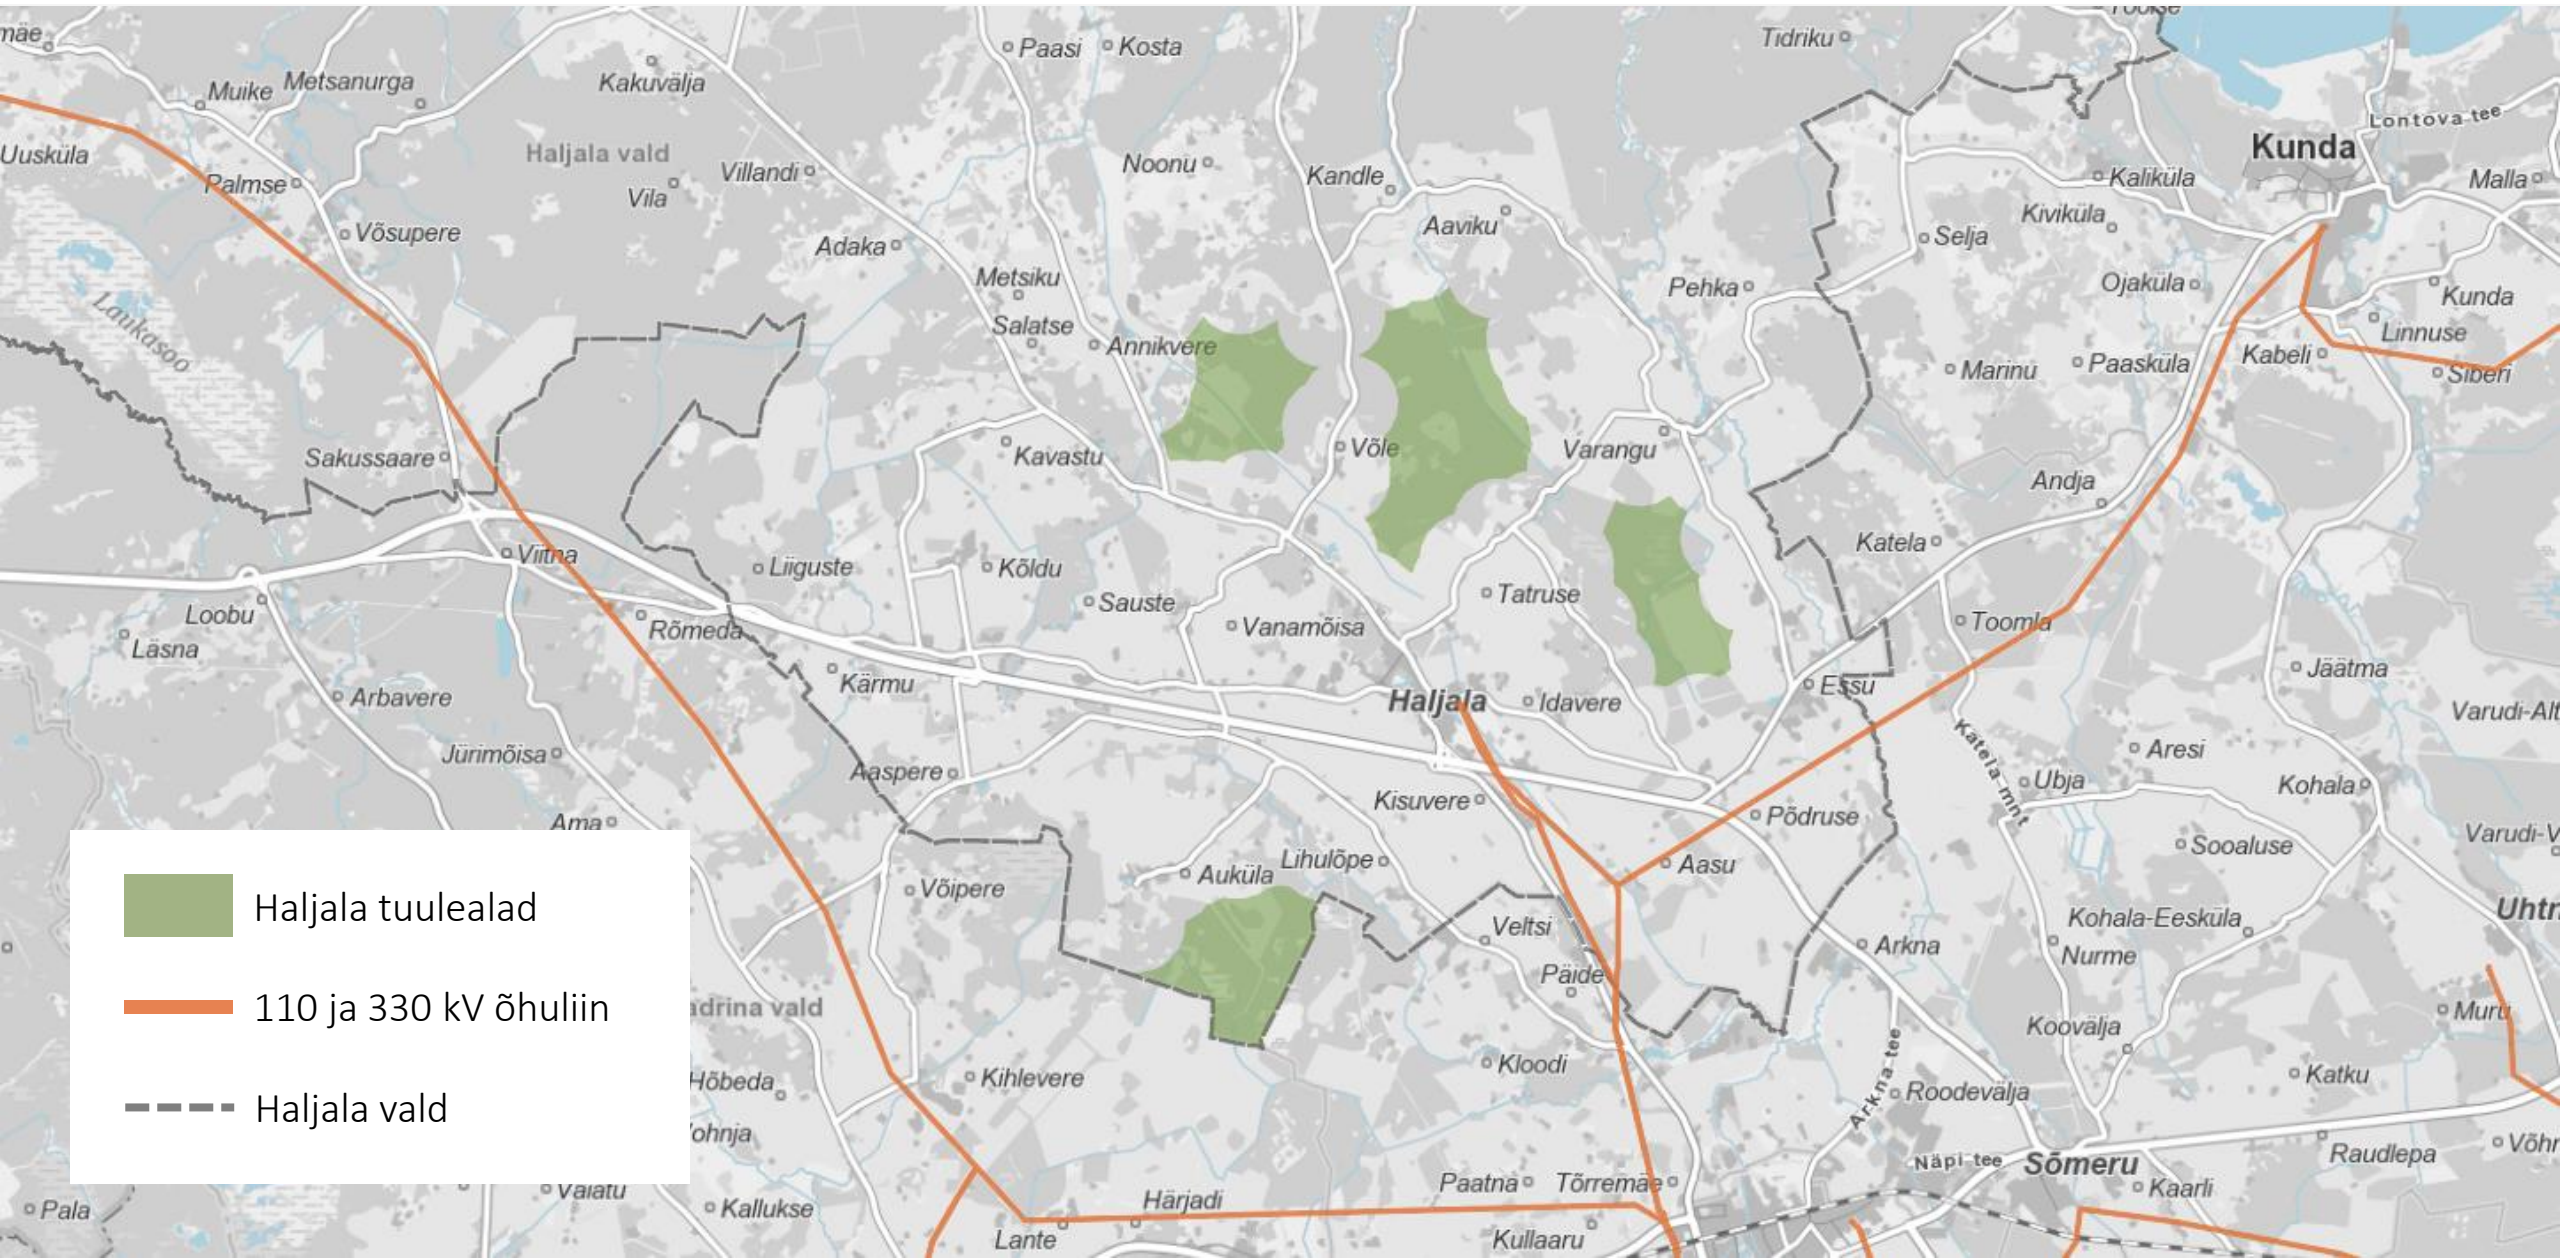 Toolse
mäe
Paasi
Kosta
Tidriku
Muike
Metsanurga
Kakuvälja
Lontova tee
Kunda
Uusküla
Haljala vald
Villandi
Noonu
Kandle
Kaliküla
Malla
Palmse
Vila
Aaviku
Kiviküla
Võsupere
Adaka
Selja
Metsiku
Pehka
Ojaküla
Kunda
Laukasoo
Salatse
Annikvere
Linnuse
Kabeli
Marinu
Paasküla
Siberi
Sakussaare
Kavastu
Võle
Varangu
Andja
Viitna
Liiguste
Kõldu
Katela
Loobu
Sauste
Tatruse
Rõmeda
Vanamõisa
Toomla
Läsna
Kärmu
Jäätma
Arbavere
Haljala
Idavere
Essu
Varudi-Alt
Jürimõisa
Aaspere
Katela mnt
Aresi
Ubja
Kohala
Kisuvere
Põdruse
Ama
Varudi-V
Sooaluse
Auküla
Lihulõpe
Aasu
Võipere
Haljala tuulealad
Veltsi
Kohala-Eesküla
Uhtn
Arkna
Nurme
Päide
110 ja 330 kV õhuliin
adrina vald
Muru
Koovälja
Kloodi
Hõbeda
Kihlevere
Arkna tee
Roodevälja
Katku
Haljala vald
ohnja
Raudlepa
Võhr
Näpi tee
Sõmeru
Paatna
Tõrremäe
Kaarli
Vaiatu
Kallukse
Härjadi
Pala
Lante
Kullaaru